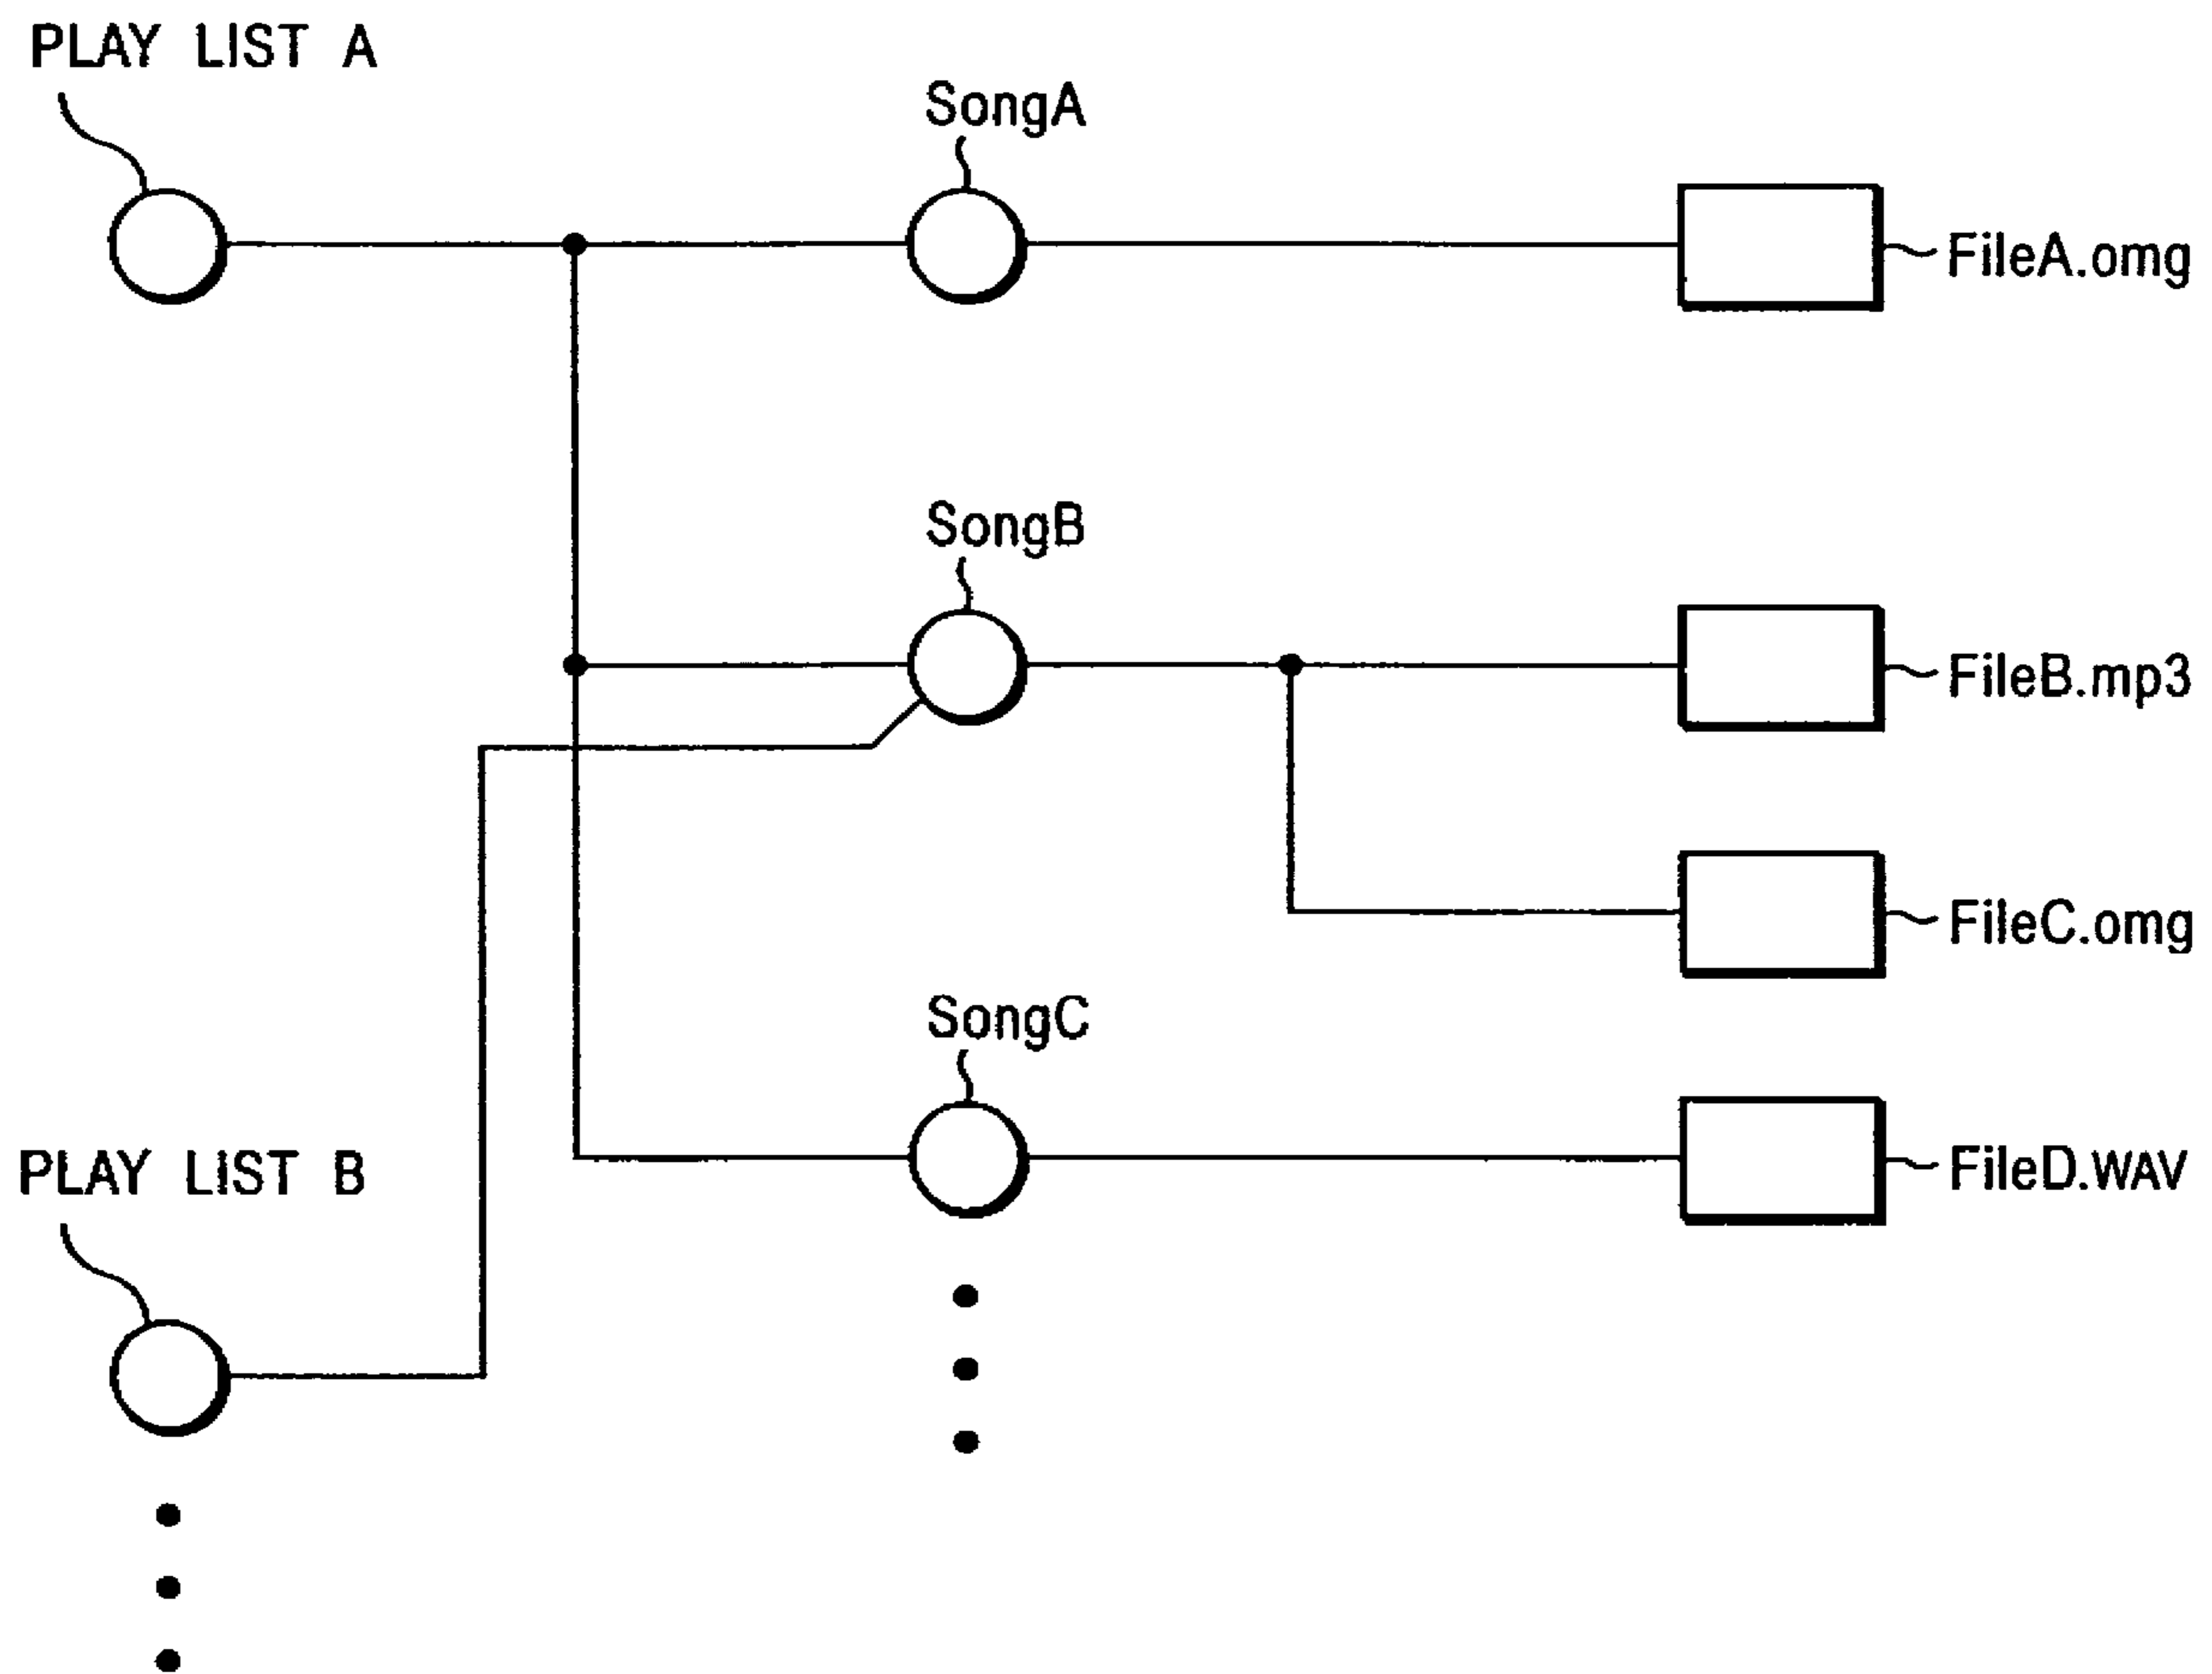 PLAY LIST A
SongA
FileA.omg
SongB
FileB.mp3
FileC.omg
SongC
PLAY LIST B
FileD.WAV